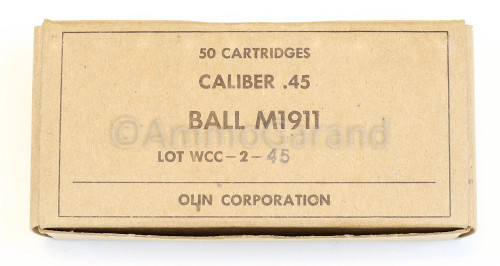 50 CARTRIDGES
CALIBER .45
BALL M1911
©AmmoGarand
LOT WCC-2-45
OLIN CORPORATION